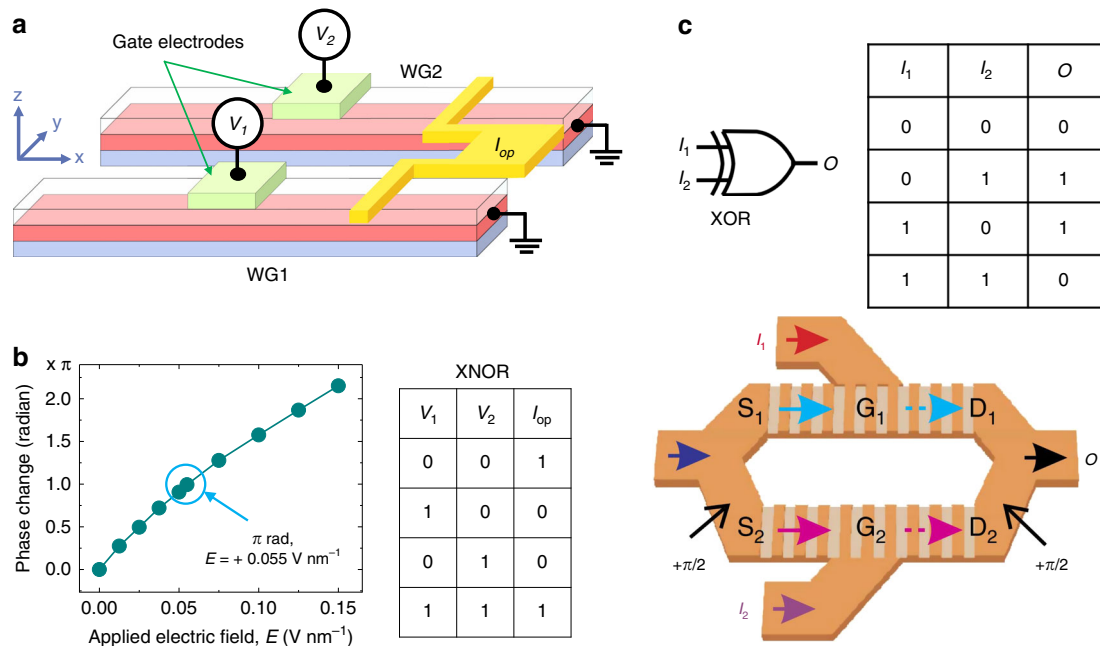 a
Gate electrodes
V2
WG2
V1
z
y
x
Iop
WG1
b
x π
Phase change (radian)
2.0
1.5
1.0
0.5
0.0
π rad,
E = + 0.055 V nm⁻¹
0.00 0.05 0.10 0.15
Applied electric field, E (V nm⁻¹)
XNOR
V1 V2 Iop
0 0 1
1 0 0
0 1 0
1 1 1
c
I1
I2
O
XOR
I1 I2 O
0 0 0
0 1 1
1 0 1
1 1 0
I1
S1 G1 D1
O
S2 G2 D2
+π/2 +π/2
I2